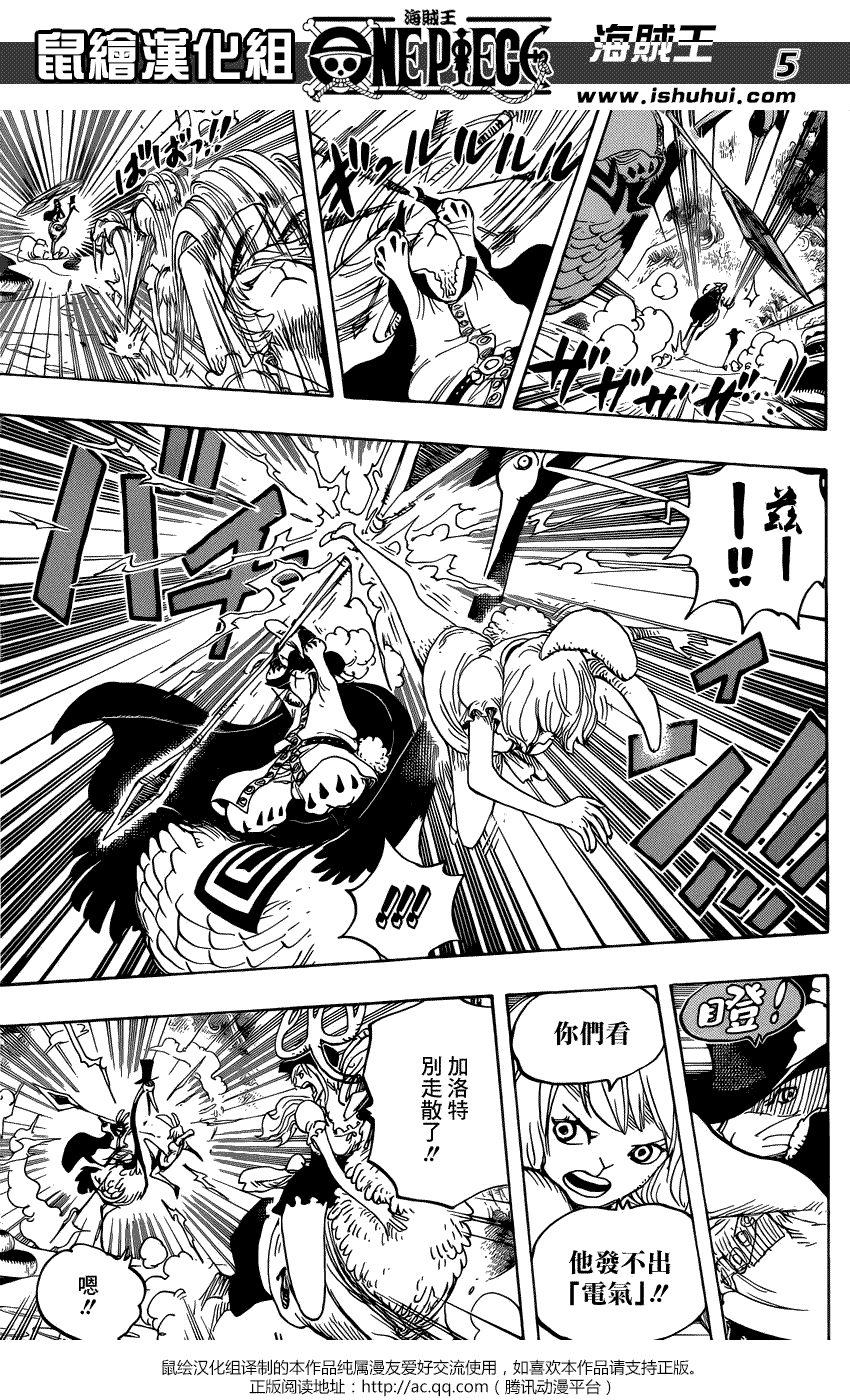 鼠繪漢化組
海賊王
ONE PIECE
海賊王
5
www.ishuhui.com
ザザザザザ!!
ギュルルルルル
ばばばっ!!
茲ー
ー!!
バチィッ!!!
!!!
瞪!
你們看
他發不出
「電氣」!!
加洛特
別走散了!!
嗯!!
鼠绘汉化组译制的本作品纯属漫友爱好交流使用，如喜欢本作品请支持正版。
正版阅读地址：http://ac.qq.com（腾讯动漫平台）